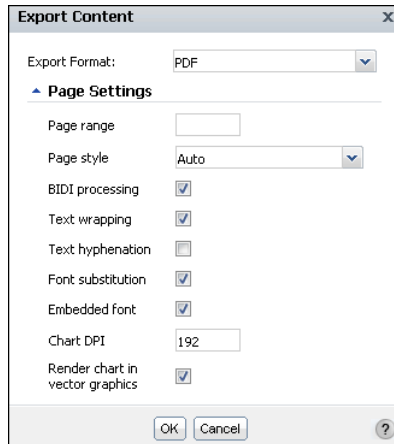 Export Content x
Export Format: PDF
Page Settings
Page range
Page style Auto
BIDI processing
Text wrapping
Text hyphenation
Font substitution
Embedded font
Chart DPI 192
Render chart in
vector graphics
OK Cancel ?